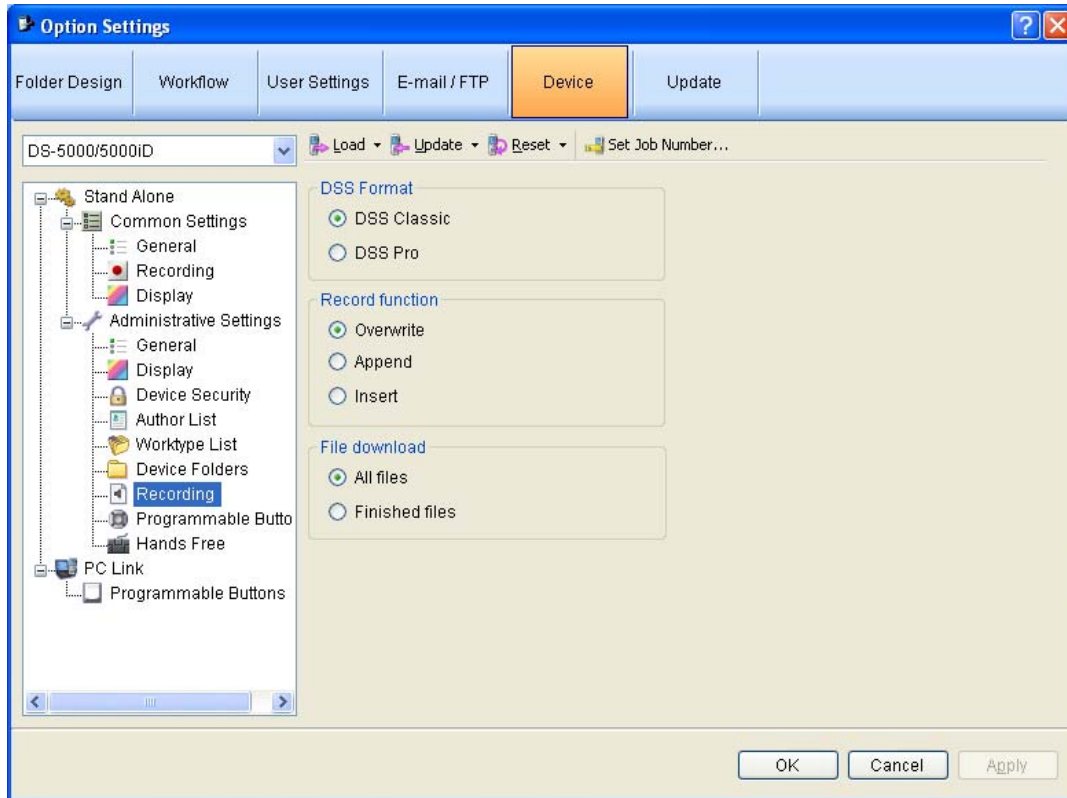 Option Settings
Folder Design
Workflow
User Settings
E-mail / FTP
Device
Update
DS-5000/5000iD
Load
Update
Reset
Set Job Number...
Stand Alone
Common Settings
General
Recording
Display
Administrative Settings
General
Display
Device Security
Author List
Worktype List
Device Folders
Recording
Programmable Butto
Hands Free
PC Link
Programmable Buttons
DSS Format
DSS Classic
DSS Pro
Record function
Overwrite
Append
Insert
File download
All files
Finished files
OK
Cancel
Apply